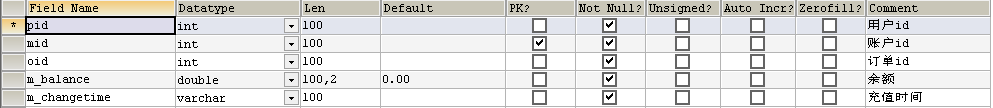 Field Name Datatype Len Default PK? Not Null? Unsigned? Auto Incr? Zerofill? Comment
* pid int 100 用户id
mid int 100 账户id
oid int 100 订单id
m_balance double 100,2 0.00 余额
m_changetime varchar 100 充值时间